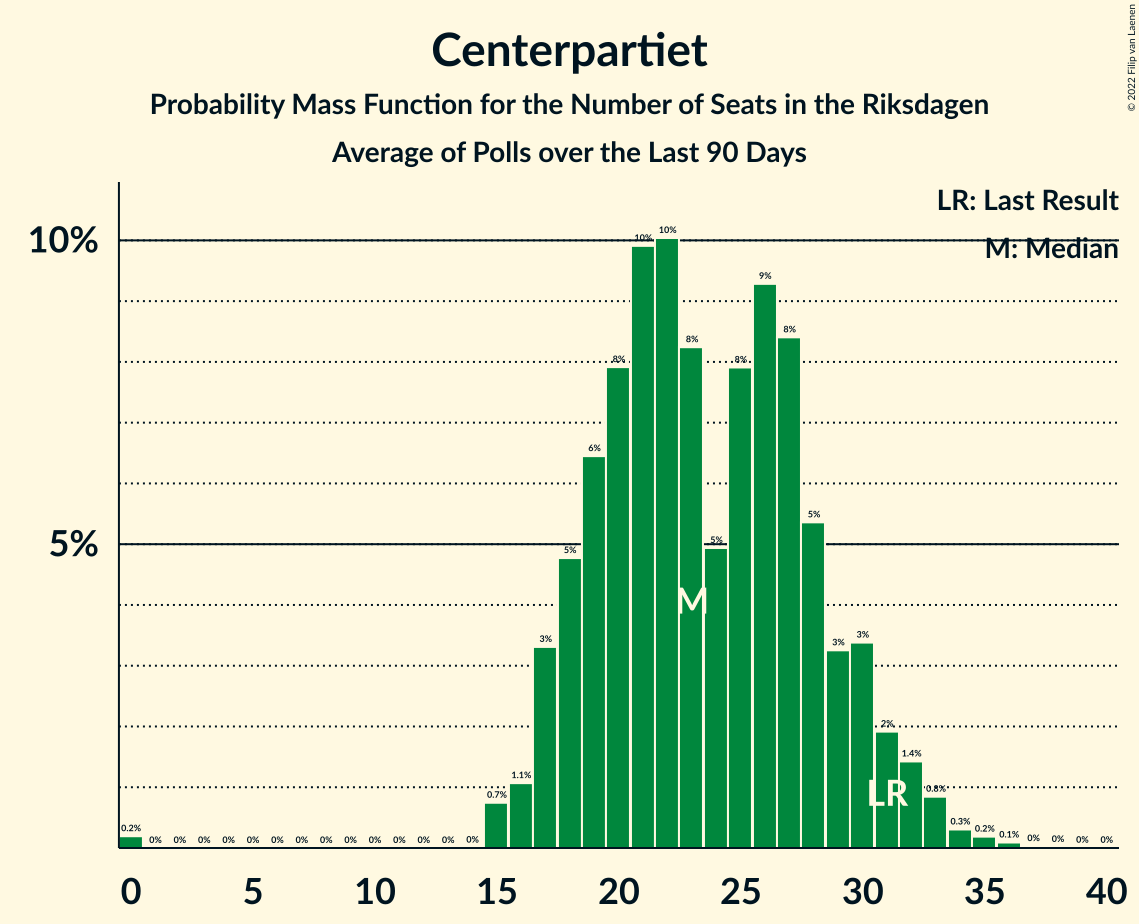 © 2022 Filip van Laenen
Centerpartiet
Probability Mass Function for the Number of Seats in the Riksdagen
Average of Polls over the Last 90 Days
LR: Last Result
M: Median
10%
5%
0.2% 0% 0% 0% 0% 0% 0% 0% 0% 0% 0% 0% 0% 0% 0% 0.7% 1.1% 3% 5% 6% 8% 10% 10% 8% 5% 8% 9% 8% 5% 3% 3% 2% 1.4% 0.8% 0.3% 0.2% 0.1% 0% 0% 0% 0%
M
LR
0 5 10 15 20 25 30 35 40